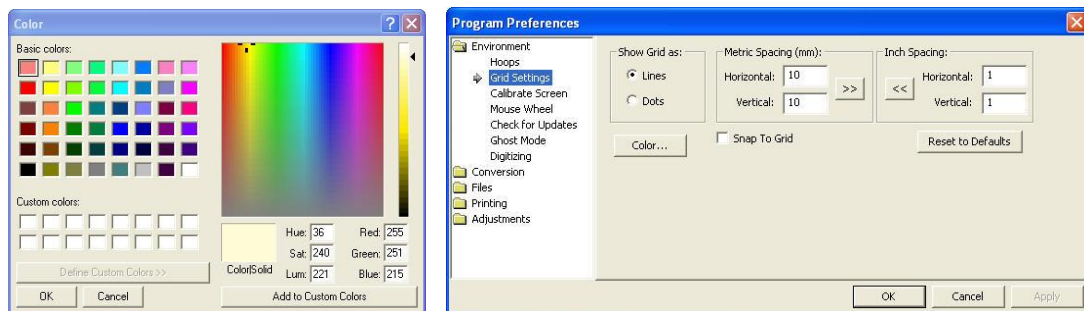 Color
Basic colors:
Custom colors:
Define Custom Colors >>
OK Cancel
Color|Solid
Hue: 36 Red: 255
Sat: 240 Green: 251
Lum: 221 Blue: 215
Add to Custom Colors
Program Preferences
Environment
Hoops
Grid Settings
Calibrate Screen
Mouse Wheel
Check for Updates
Ghost Mode
Digitizing
Conversion
Files
Printing
Adjustments
Show Grid as:
Lines
Dots
Color...
Metric Spacing (mm):
Horizontal: 10
Vertical: 10
>>
Snap To Grid
Inch Spacing:
<<
Horizontal: 1
Vertical: 1
Reset to Defaults
OK Cancel Apply